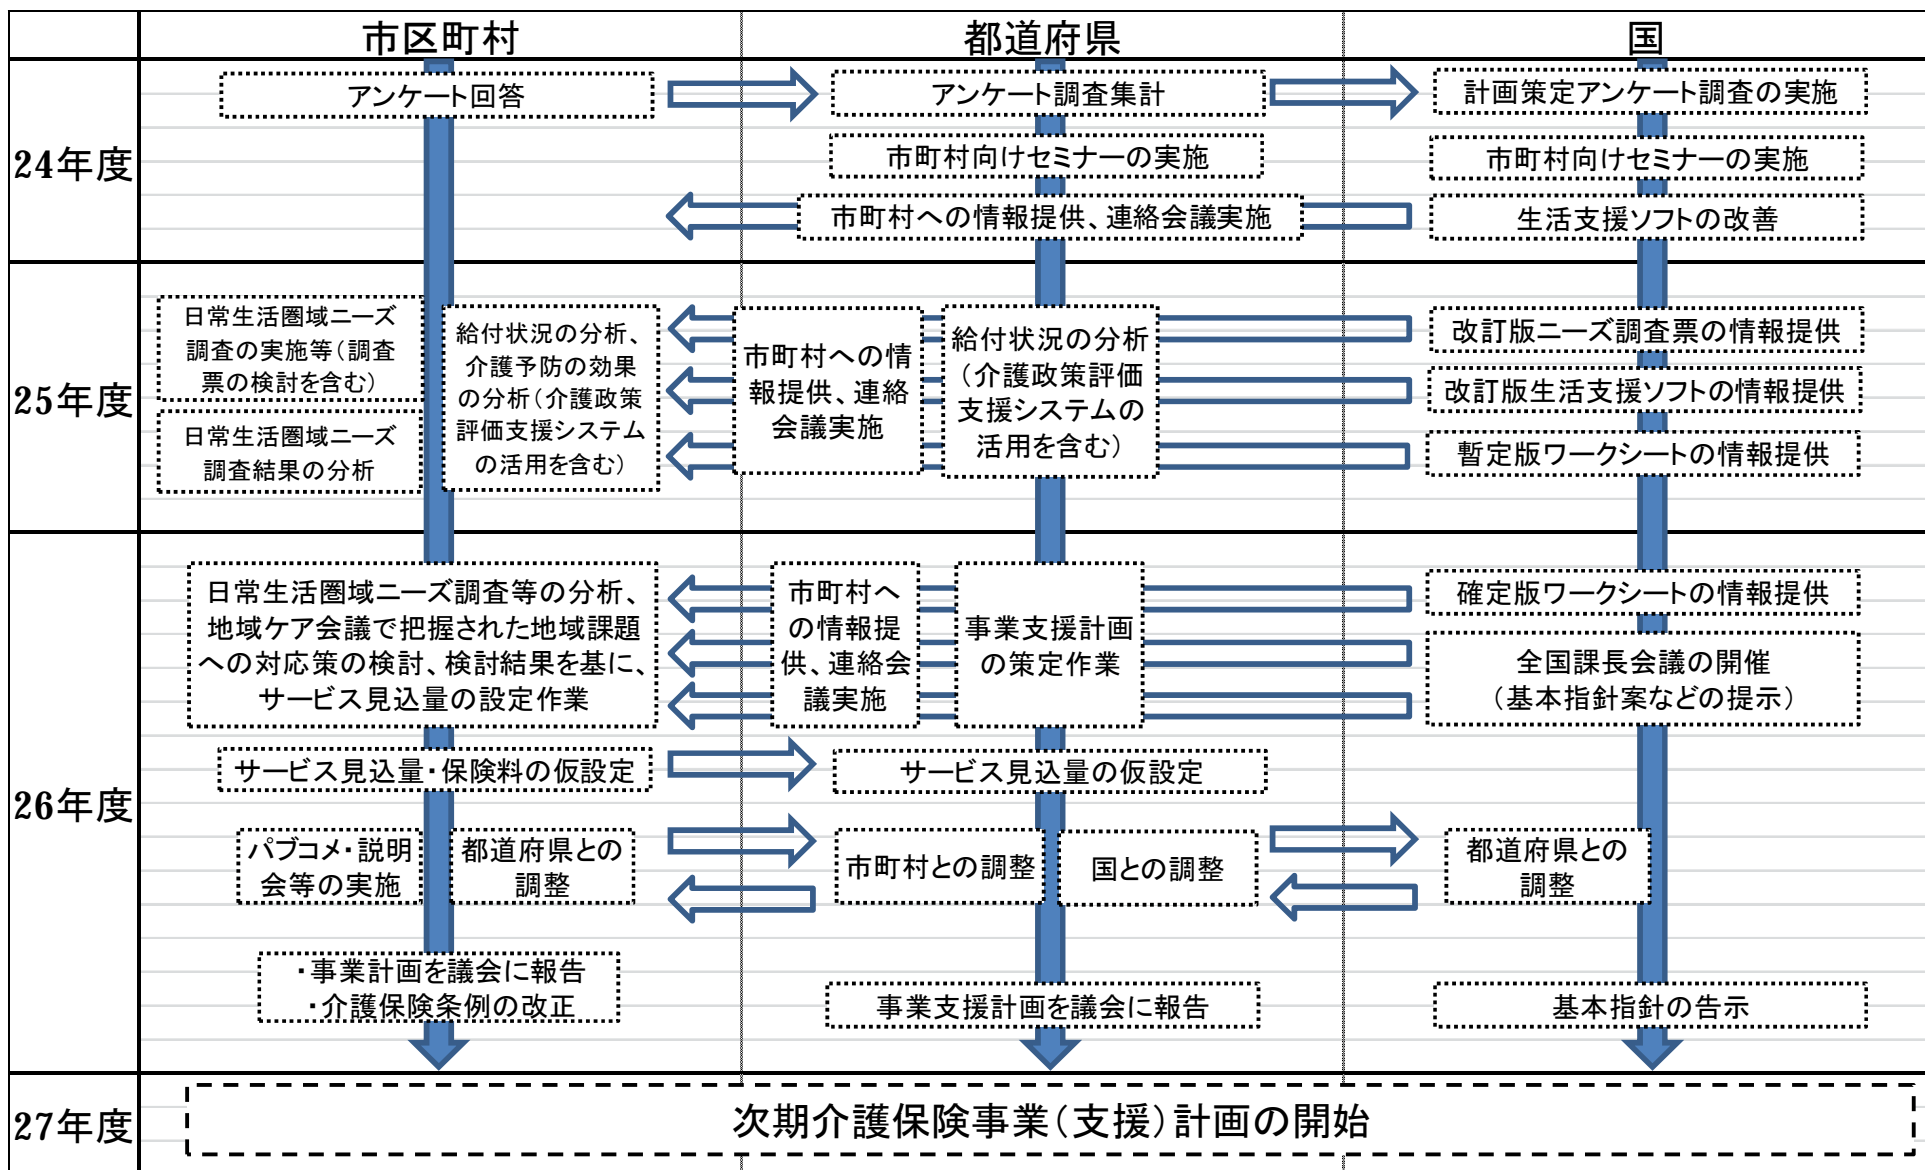 市区町村
都道府県
国
24年度
アンケート回答
アンケート調査集計
計画策定アンケート調査の実施
市町村向けセミナーの実施
市町村向けセミナーの実施
市町村への情報提供、連絡会議実施
生活支援ソフトの改善
25年度
日常生活圏域ニーズ
調査の実施等(調査
票の検討を含む)
日常生活圏域ニーズ
調査結果の分析
給付状況の分析、
介護予防の効果
の分析(介護政策
評価支援システム
の活用を含む)
市町村への情
報提供、連絡
会議実施
給付状況の分析
(介護政策評価
支援システムの
活用を含む)
改訂版ニーズ調査票の情報提供
改訂版生活支援ソフトの情報提供
暫定版ワークシートの情報提供
26年度
日常生活圏域ニーズ調査等の分析、
地域ケア会議で把握された地域課題
への対応策の検討、検討結果を基に、
サービス見込量の設定作業
市町村へ
の情報提
供、連絡会
議実施
事業支援計画
の策定作業
確定版ワークシートの情報提供
全国課長会議の開催
(基本指針案などの提示)
サービス見込量・保険料の仮設定
サービス見込量の仮設定
パブコメ・説明
会等の実施
都道府県との
調整
市町村との調整
国との調整
都道府県との
調整
・事業計画を議会に報告
・介護保険条例の改正
事業支援計画を議会に報告
基本指針の告示
27年度
次期介護保険事業(支援)計画の開始